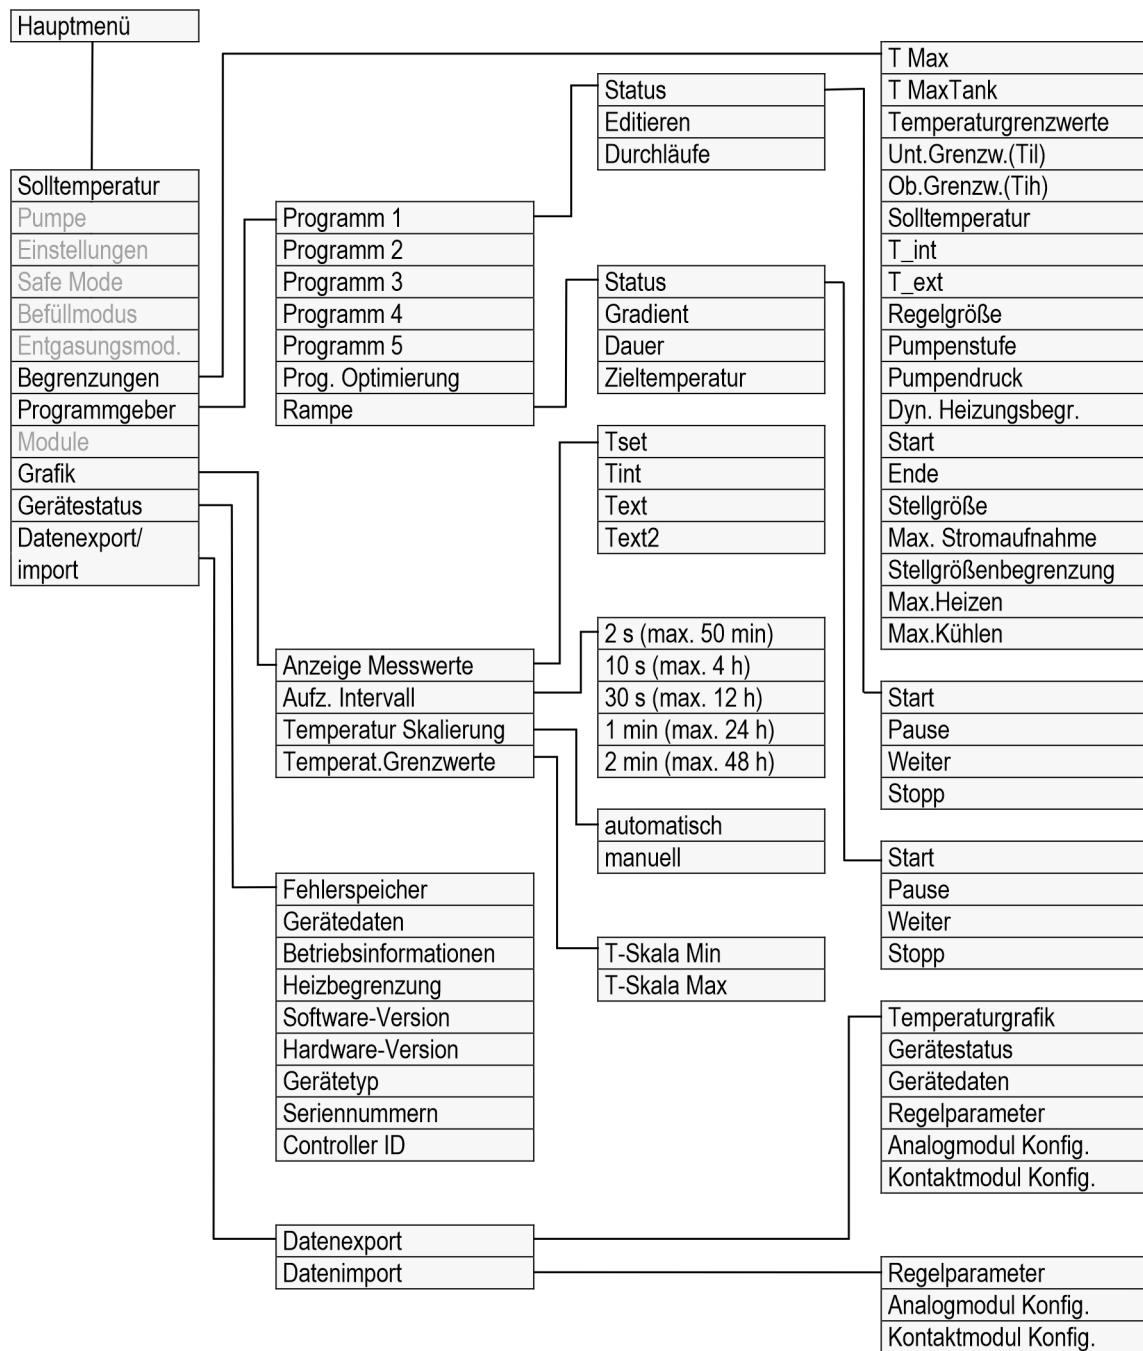 Hauptmenü
Solltemperatur
Pumpe
Einstellungen
Safe Mode
Befüllmodus
Entgasungsmod.
Begrenzungen
Programmgeber
Module
Grafik
Gerätestatus
Datenexport/
import
Programm 1
Programm 2
Programm 3
Programm 4
Programm 5
Prog. Optimierung
Rampe
Anzeige Messwerte
Aufz. Intervall
Temperatur Skalierung
Temperat.Grenzwerte
Fehlerspeicher
Gerätedaten
Betriebsinformationen
Heizbegrenzung
Software-Version
Hardware-Version
Gerätetyp
Seriennummern
Controller ID
Datenexport
Datenimport
Status
Editieren
Durchläufe
Status
Gradient
Dauer
Zieltemperatur
Tset
Tint
Text
Text2
2 s (max. 50 min)
10 s (max. 4 h)
30 s (max. 12 h)
1 min (max. 24 h)
2 min (max. 48 h)
automatisch
manuell
T-Skala Min
T-Skala Max
T Max
T MaxTank
Temperaturgrenzwerte
Unt.Grenzw.(Til)
Ob.Grenzw.(Tih)
Solltemperatur
T_int
T_ext
Regelgröße
Pumpenstufe
Pumpendruck
Dyn. Heizungsbegr.
Start
Ende
Stellgröße
Max. Stromaufnahme
Stellgrößenbegrenzung
Max.Heizen
Max.Kühlen
Start
Pause
Weiter
Stopp
Start
Pause
Weiter
Stopp
Temperaturgrafik
Gerätestatus
Gerätedaten
Regelparameter
Analogmodul Konfig.
Kontaktmodul Konfig.
Regelparameter
Analogmodul Konfig.
Kontaktmodul Konfig.